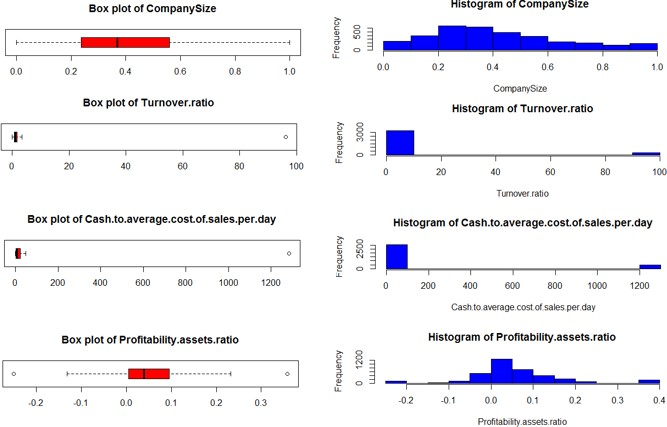 Box plot of CompanySize
0.0 0.2 0.4 0.6 0.8 1.0
Histogram of CompanySize
Frequency
0 500
0.0 0.2 0.4 0.6 0.8 1.0
CompanySize
Box plot of Turnover.ratio
0 20 40 60 80 100
Histogram of Turnover.ratio
Frequency
0 3000
0 20 40 60 80 100
Turnover.ratio
Box plot of Cash.to.average.cost.of.sales.per.day
0 200 400 600 800 1000 1200
Histogram of Cash.to.average.cost.of.sales.per.day
Frequency
0 2500
0 200 400 600 800 1000 1200
Cash.to.average.cost.of.sales.per.day
Box plot of Profitability.assets.ratio
-0.2 -0.1 0.0 0.1 0.2 0.3
Histogram of Profitability.assets.ratio
Frequency
0 1200
-0.2 -0.1 0.0 0.1 0.2 0.3 0.4
Profitability.assets.ratio